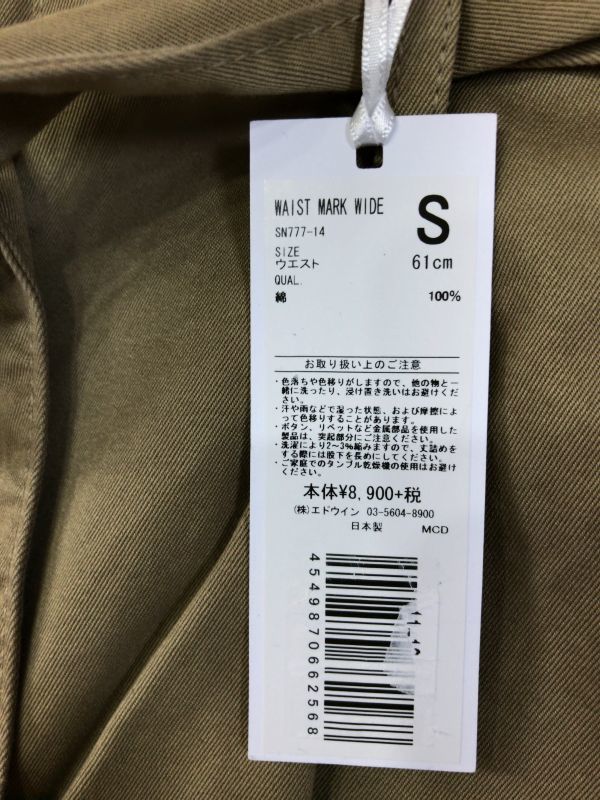 WAIST MARK WIDE
S
SN777-14
SIZE
ウエスト 61cm
QUAL.
綿 100%
お取り扱い上のご注意
・色落ちや色移りがしますので、他の物と一
緒に洗ったり、浸け置き洗いはお避けくだ
さい。
・汗や雨などで湿った状態、および摩擦によ
って色移りすることがあります。
・ボタン、リベットなど金属部品を使用した
製品は、突起部分にご注意ください。
・洗濯により2~3%縮みますので、丈詰めを
する際には股下を長めにしてください。
・ご家庭でのタンブル乾燥機の使用はお避け
ください。
本体¥8,900+税
(株)エドウイン 03-5604-8900
日本製 MCD
4549870662568